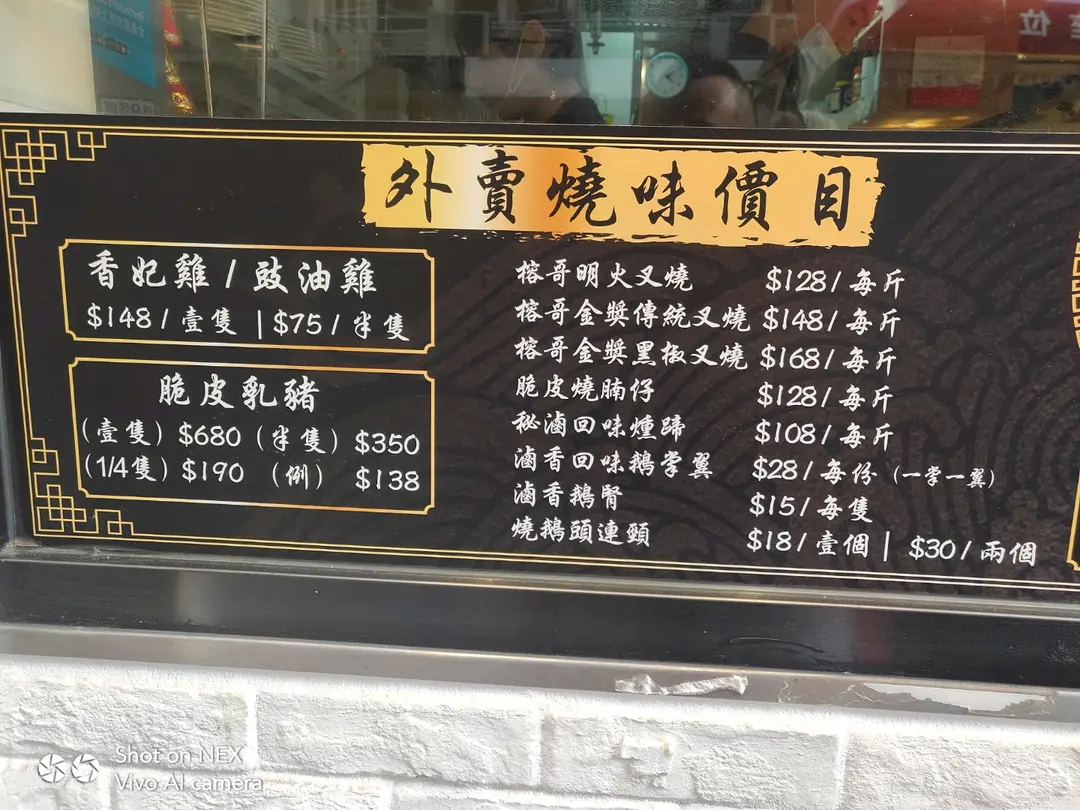 外賣燒味價目
香妃雞 / 豉油雞
$148 / 壹隻 | $75 / 半隻
脆皮乳豬
(壹隻) $680 (半隻) $350
(1/4隻) $190 (例) $138
榕哥明火叉燒 $128 / 每斤
榕哥金獎傳統叉燒 $148 / 每斤
榕哥金獎黑椒叉燒 $168 / 每斤
脆皮燒腩仔 $128 / 每斤
秘滷回味燻蹄 $108 / 每斤
滷香回味鵝掌翼 $28 / 每份 (一掌一翼)
滷香鵝腎 $15 / 每隻
燒鵝頭連頸 $18 / 壹個 | $30 / 兩個
Shot on NEX
Vivo AI camera